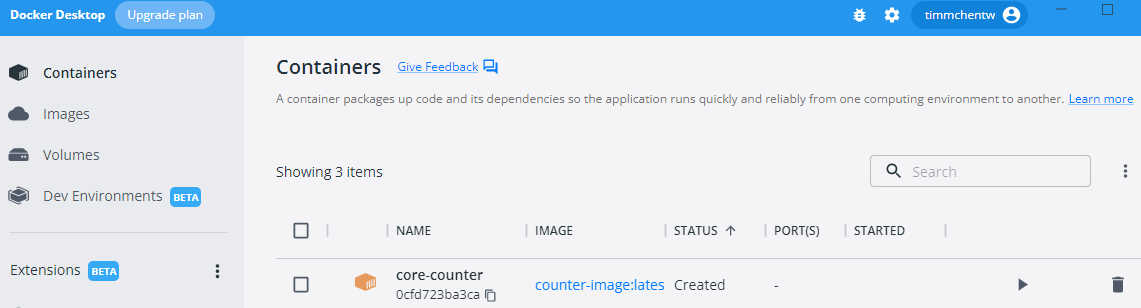 Docker Desktop Upgrade plan timmchentw
Containers
Images
Volumes
Dev Environments BETA
Extensions BETA
Containers Give Feedback
A container packages up code and its dependencies so the application runs quickly and reliably from one computing environment to another. Learn more
Showing 3 items Search
NAME IMAGE STATUS PORT(S) STARTED
core-counter
0cfd723ba3ca
counter-image:lates Created -